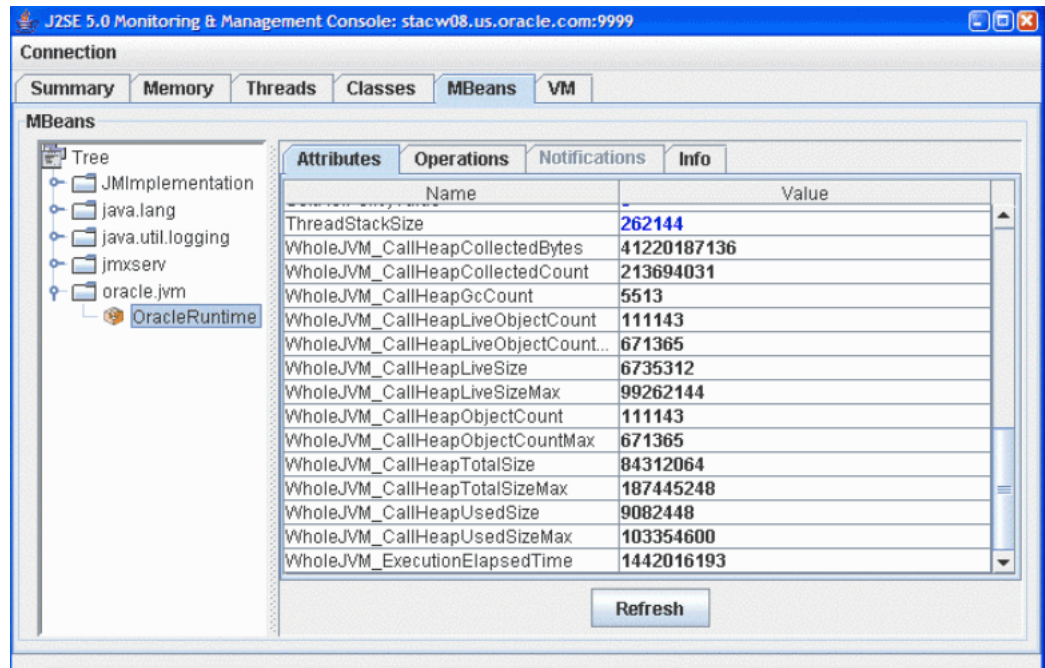 J2SE 5.0 Monitoring & Management Console: stacw08.us.oracle.com:9999
Connection
Summary Memory Threads Classes MBeans VM
MBeans
Tree
JMImplementation
java.lang
java.util.logging
jmxserv
oracle.jvm
OracleRuntime
Attributes Operations Notifications Info
Name Value
ThreadStackSize 262144
WholeJVM_CallHeapCollectedBytes 41220187136
WholeJVM_CallHeapCollectedCount 213694031
WholeJVM_CallHeapGcCount 5513
WholeJVM_CallHeapLiveObjectCount 111143
WholeJVM_CallHeapLiveObjectCount... 671365
WholeJVM_CallHeapLiveSize 6735312
WholeJVM_CallHeapLiveSizeMax 99262144
WholeJVM_CallHeapObjectCount 111143
WholeJVM_CallHeapObjectCountMax 671365
WholeJVM_CallHeapTotalSize 84312064
WholeJVM_CallHeapTotalSizeMax 187445248
WholeJVM_CallHeapUsedSize 9082448
WholeJVM_CallHeapUsedSizeMax 103354600
WholeJVM_ExecutionElapsedTime 1442016193
Refresh